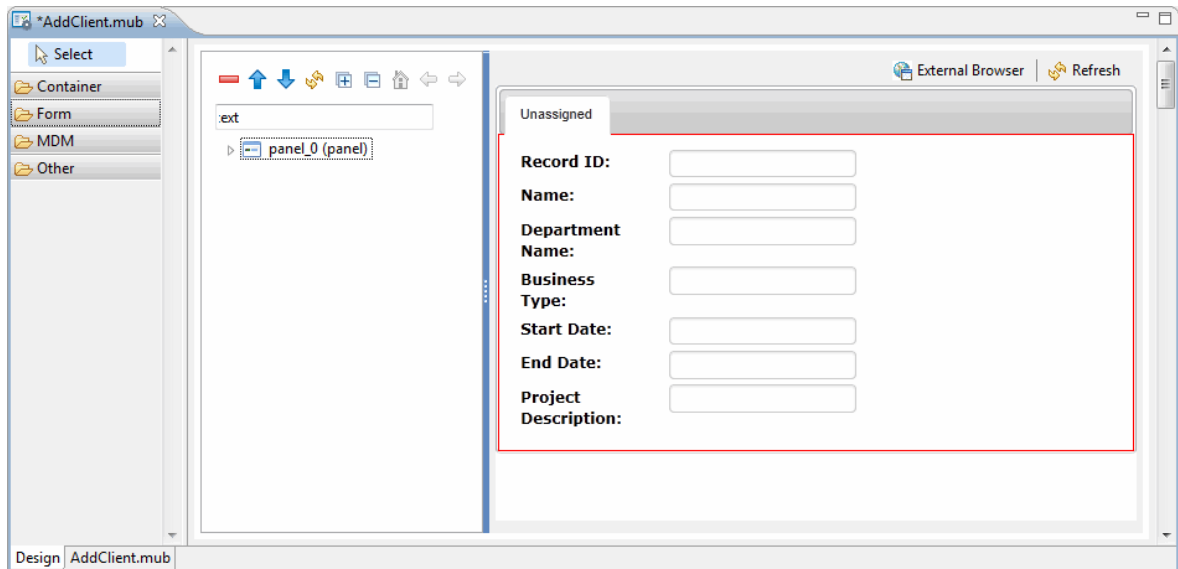 *AddClient.mub
Select
Container
Form
MDM
Other
:ext
panel_0 (panel)
External Browser
Refresh
Unassigned
Record ID:
Name:
Department
Name:
Business
Type:
Start Date:
End Date:
Project
Description:
Design
AddClient.mub